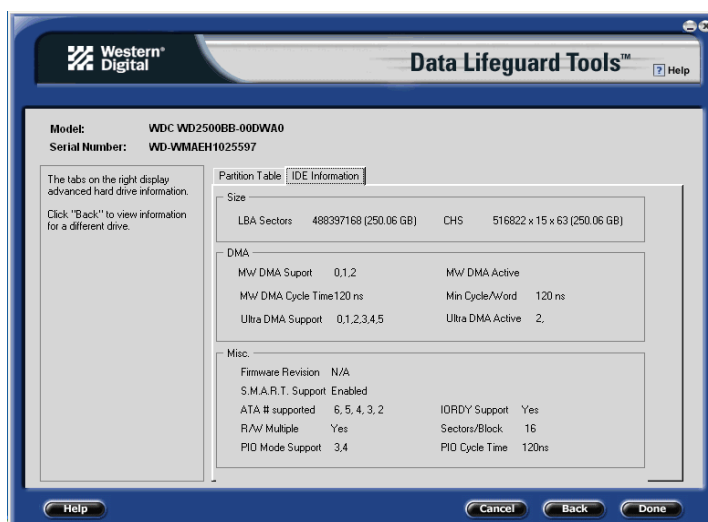 Western®
Digital
Data Lifeguard Tools™
? Help
Model: WDC WD2500BB-00DWA0
Serial Number: WD-WMAEH1025597
The tabs on the right display
advanced hard drive information.
Click "Back" to view information
for a different drive.
Partition Table IDE Information
Size
LBA Sectors 488397168 (250.06 GB) CHS 516822 x 15 x 63 (250.06 GB)
DMA
MW DMA Suport 0,1,2 MW DMA Active
MW DMA Cycle Time 120 ns Min Cycle/Word 120 ns
Ultra DMA Support 0,1,2,3,4,5 Ultra DMA Active 2,
Misc.
Firmware Revision N/A
S.M.A.R.T. Support Enabled
ATA # supported 6, 5, 4, 3, 2 IORDY Support Yes
R/W Multiple Yes Sectors/Block 16
PIO Mode Support 3,4 PIO Cycle Time 120ns
Help Cancel Back Done